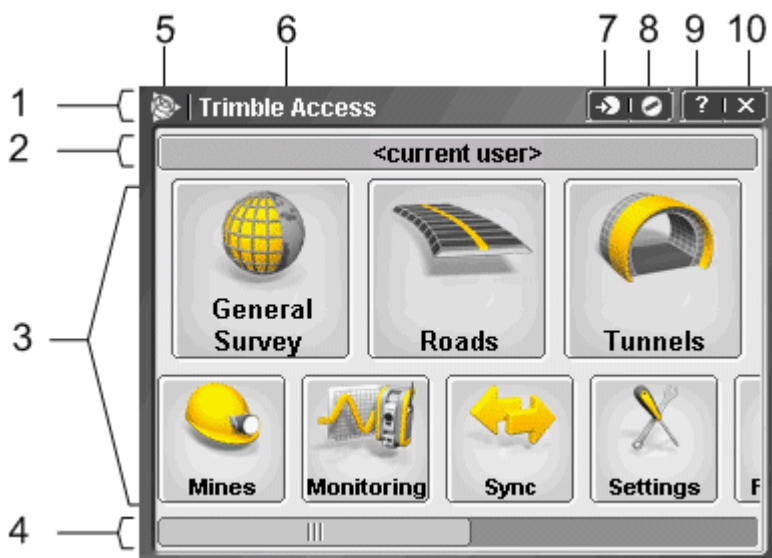 5 6 7 8 9 10
1 Trimble Access ? X
2 <current user>
3
General
Survey Roads Tunnels
Mines Monitoring Sync Settings F
4